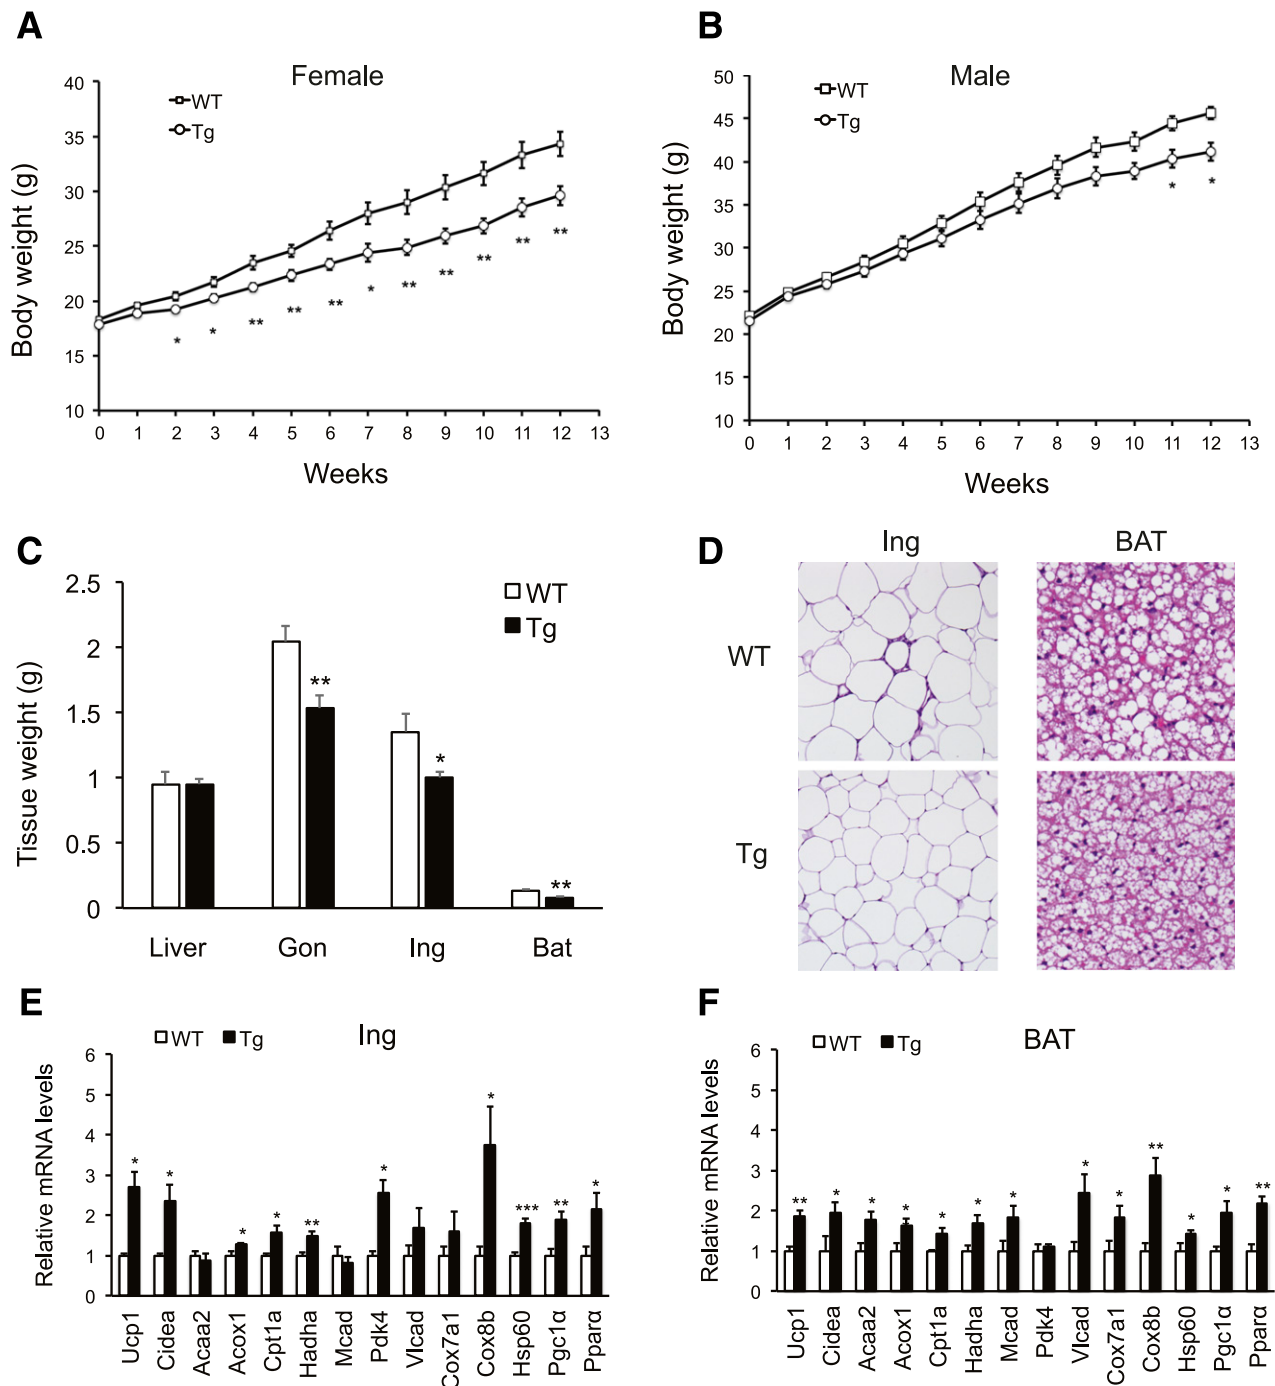 A
Female
WT
Tg
Body weight (g)
40
35
30
25
20
15
10
* * ** ** ** * ** ** ** ** **
0 1 2 3 4 5 6 7 8 9 10 11 12 13
Weeks
B
Male
WT
Tg
Body weight (g)
50
45
40
35
30
25
20
15
10
* *
0 1 2 3 4 5 6 7 8 9 10 11 12 13
Weeks
C
WT
Tg
Tissue weight (g)
2.5
2
1.5
1
0.5
0
** * **
Liver Gon Ing Bat
D
Ing BAT
WT
Tg
E
WT Tg Ing
Relative mRNA levels
6
5
4
3
2
1
0
* * * * ** * * *** ** *
Ucp1 Cidea Acaa2 Acox1 Cpt1a Hadha Mcad Pdk4 Vlcad Cox7a1 Cox8b Hsp60 Pgc1α Pparα
F
WT Tg BAT
Relative mRNA levels
6
5
4
3
2
1
0
** * * * * * * * * ** * * **
Ucp1 Cidea Acaa2 Acox1 Cpt1a Hadha Mcad Pdk4 Vlcad Cox7a1 Cox8b Hsp60 Pgc1α Pparα